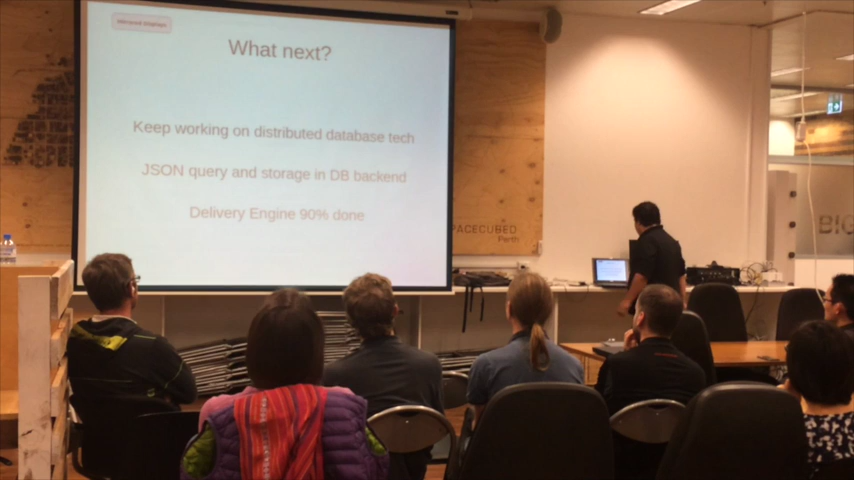 What next?
Keep working on distributed database tech
JSON query and storage in DB backend
Delivery Engine 90% done
PACECUBED
Perth
BIG